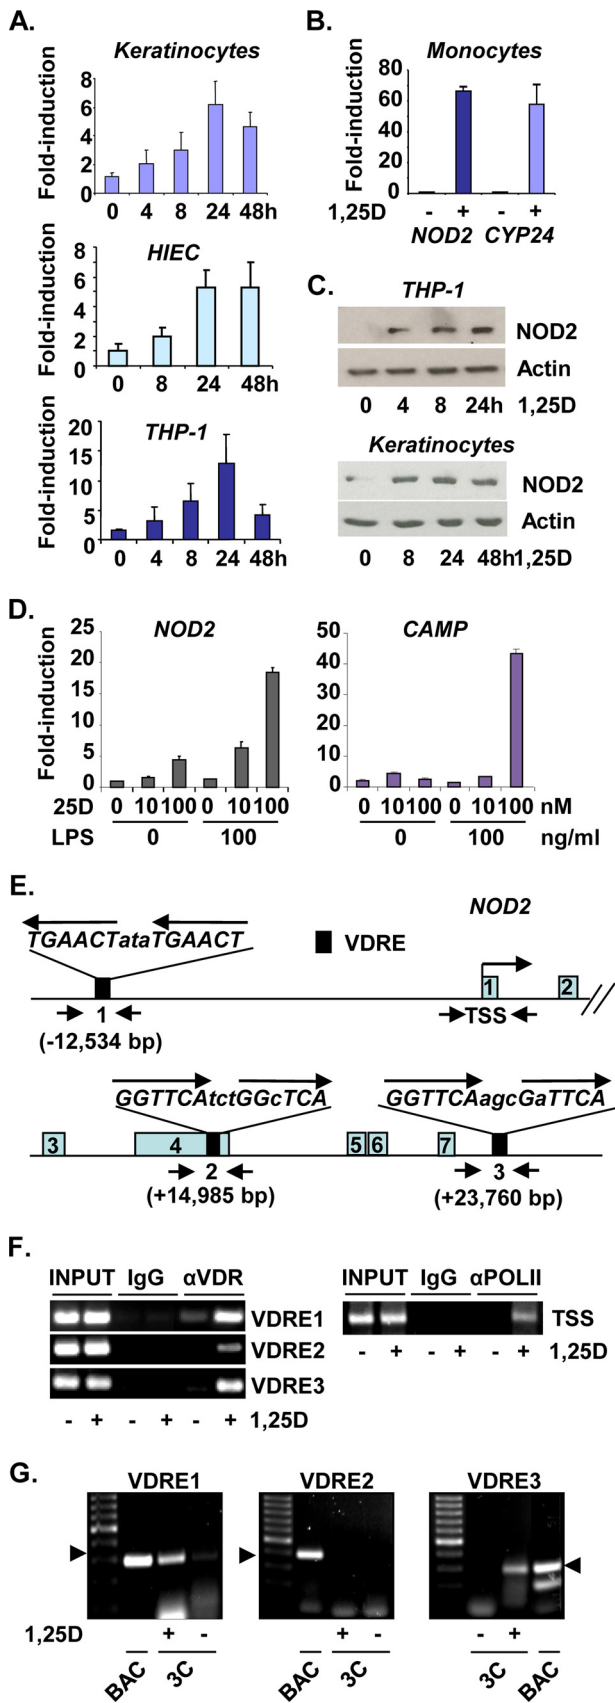 A.
Keratinocytes
Fold-induction
8
6
4
2
0
0 4 8 24 48h
HIEC
Fold-induction
8
6
4
2
0
0 8 24 48h
THP-1
Fold-induction
20
15
10
5
0
0 4 8 24 48h
B.
Monocytes
Fold-induction
80
60
40
20
0
1,25D - + - +
NOD2 CYP24
C.
THP-1
NOD2
Actin
0 4 8 24h 1,25D
Keratinocytes
NOD2
Actin
0 8 24 48h 1,25D
D.
NOD2
Fold-induction
25
20
15
10
5
0
25D 0 10 100 0 10 100
LPS 0 100
CAMP
50
40
30
20
10
0
0 10 100 0 10 100 nM
0 100 ng/ml
E.
NOD2
TGAACTataTGAACT
VDRE
1 2
1 TSS
(-12,534 bp)
GGTTCAtctGGcTCA GGTTCAagcGaTTCA
3 4 5 6 7
2 3
(+14,985 bp) (+23,760 bp)
F.
INPUT IgG αVDR
VDRE1
VDRE2
VDRE3
- + - + - + 1,25D
INPUT IgG αPOLII
TSS
- + - + - + 1,25D
G.
VDRE1 VDRE2 VDRE3
1,25D + - + - - +
BAC 3C BAC 3C 3C BAC